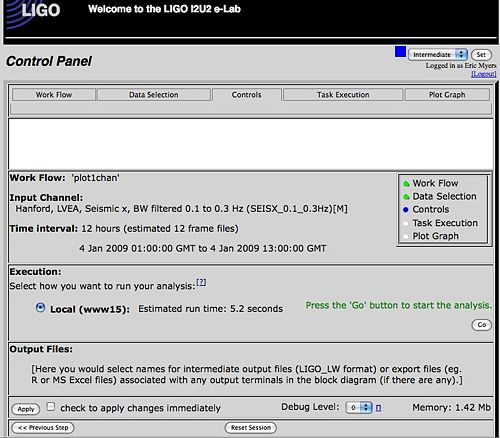 LIGO
Welcome to the LIGO I2U2 e-Lab
Control Panel
Intermediate
Set
Logged in as Eric Myers
[Logout]
Work Flow
Data Selection
Controls
Task Execution
Plot Graph
Work Flow: 'plot1chan'
Input Channel:
Hanford, LVEA, Seismic x, BW filtered 0.1 to 0.3 Hz (SEISX_0.1_0.3Hz)[M]
Time interval: 12 hours (estimated 12 frame files)
4 Jan 2009 01:00:00 GMT to 4 Jan 2009 13:00:00 GMT
Work Flow
Data Selection
Controls
Task Execution
Plot Graph
Execution:
Select how you want to run your analysis:[?]
Local (www15): Estimated run time: 5.2 seconds
Press the 'Go' button to start the analysis.
Go
Output Files:
[Here you would select names for intermediate output files (LIGO_LW format) or export files (eg.
R or MS Excel files) associated with any output terminals in the block diagram (if there are any).]
Apply
check to apply changes immediately
Debug Level: 0 n
Memory: 1.42 Mb
<< Previous Step
Reset Session